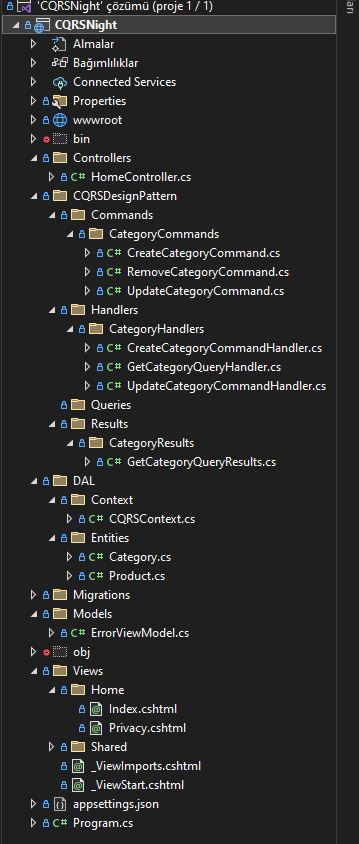 'CQRSNight' çözümü (proje 1 / 1)
CQRSNight
Almalar
Bağımlılıklar
Connected Services
Properties
wwwroot
bin
Controllers
C# HomeController.cs
CQRSDesignPattern
Commands
CategoryCommands
C# CreateCategoryCommand.cs
C# RemoveCategoryCommand.cs
C# UpdateCategoryCommand.cs
Handlers
CategoryHandlers
C# CreateCategoryCommandHandler.cs
C# GetCategoryQueryHandler.cs
C# UpdateCategoryCommandHandler.cs
Queries
Results
CategoryResults
C# GetCategoryQueryResults.cs
DAL
Context
C# CQRSContext.cs
Entities
C# Category.cs
C# Product.cs
Migrations
Models
C# ErrorViewModel.cs
obj
Views
Home
Index.cshtml
Privacy.cshtml
Shared
_ViewImports.cshtml
_ViewStart.cshtml
appsettings.json
C# Program.cs